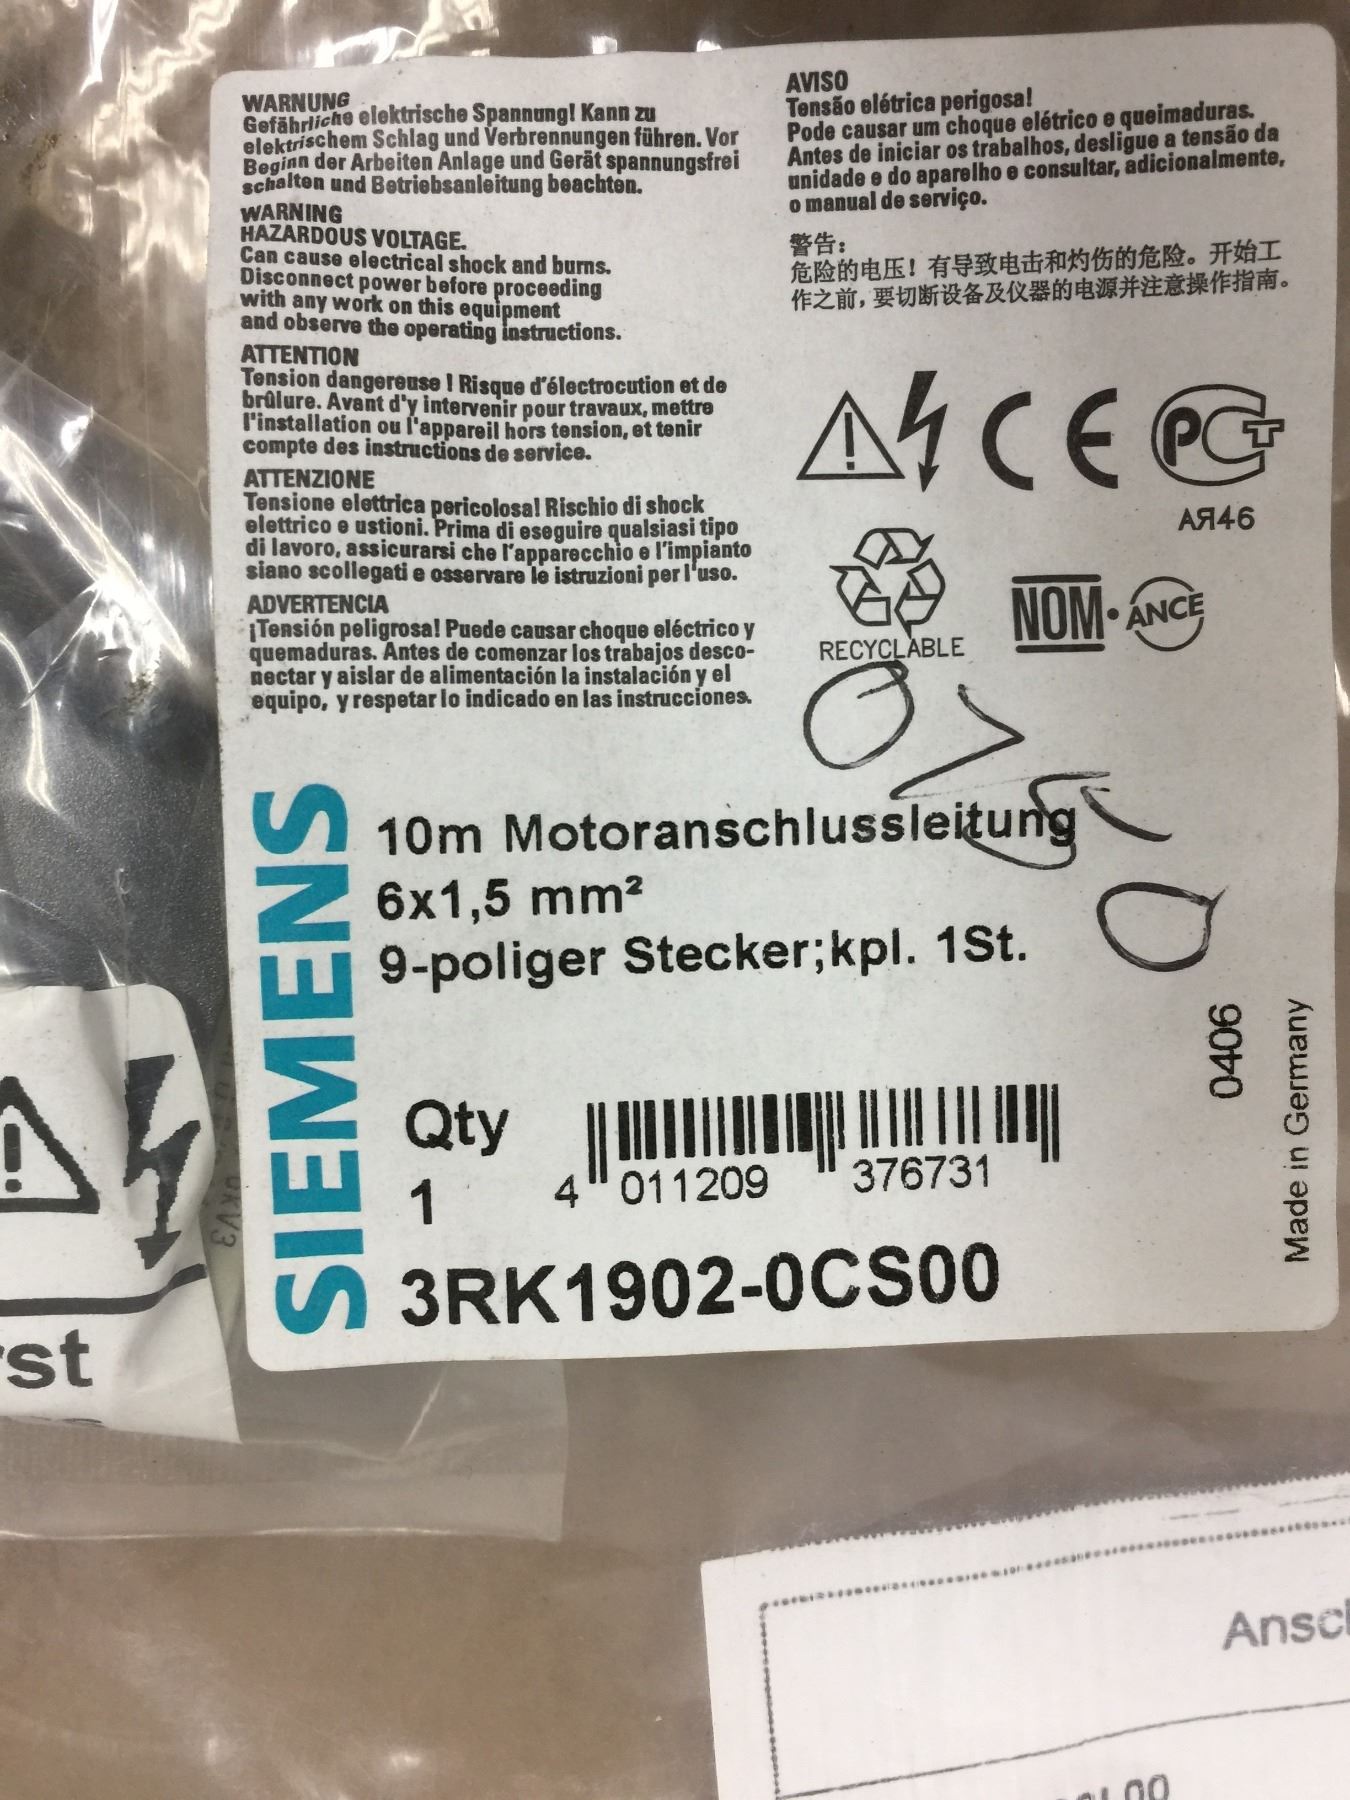 WARNUNG
Gefährliche elektrische Spannung! Kann zu
elektrischem Schlag und Verbrennungen führen. Vor
Beginn der Arbeiten Anlage und Gerät spannungsfrei
schalten und Betriebsanleitung beachten.
WARNING
HAZARDOUS VOLTAGE.
Can cause electrical shock and burns.
Disconnect power before proceeding
with any work on this equipment
and observe the operating instructions.
ATTENTION
Tension dangereuse ! Risque d'électrocution et de
brûlure. Avant d'y intervenir pour travaux, mettre
l'installation ou l'appareil hors tension, et tenir
compte des instructions de service.
ATTENZIONE
Tensione elettrica pericolosa! Rischio di shock
elettrico e ustioni. Prima di eseguire qualsiasi tipo
di lavoro, assicurarsi che l'apparecchio e l'impianto
siano scollegati e osservare le istruzioni per l'uso.
ADVERTENCIA
¡Tensión peligrosa! Puede causar choque eléctrico y
quemaduras. Antes de comenzar los trabajos desco-
nectar y aislar de alimentación la instalación y el
equipo, y respetar lo indicado en las instrucciones.
AVISO
Tensão elétrica perigosa!
Pode causar um choque elétrico e queimaduras.
Antes de iniciar os trabalhos, desligue a tensão da
unidade e do aparelho e consultar, adicionalmente,
o manual de serviço.
警告：
危险的电压！有导致电击和灼伤的危险。开始工
作之前，要切断设备及仪器的电源并注意操作指南。
CE
PCT
АЯ46
RECYCLABLE
NOM·ANCE
SIEMENS
10m Motoranschlussleitung
6x1,5 mm²
9-poliger Stecker;kpl. 1St.
Qty
1
4 011209 376731
3RK1902-0CS00
0406
Made in Germany
rst
Ansch